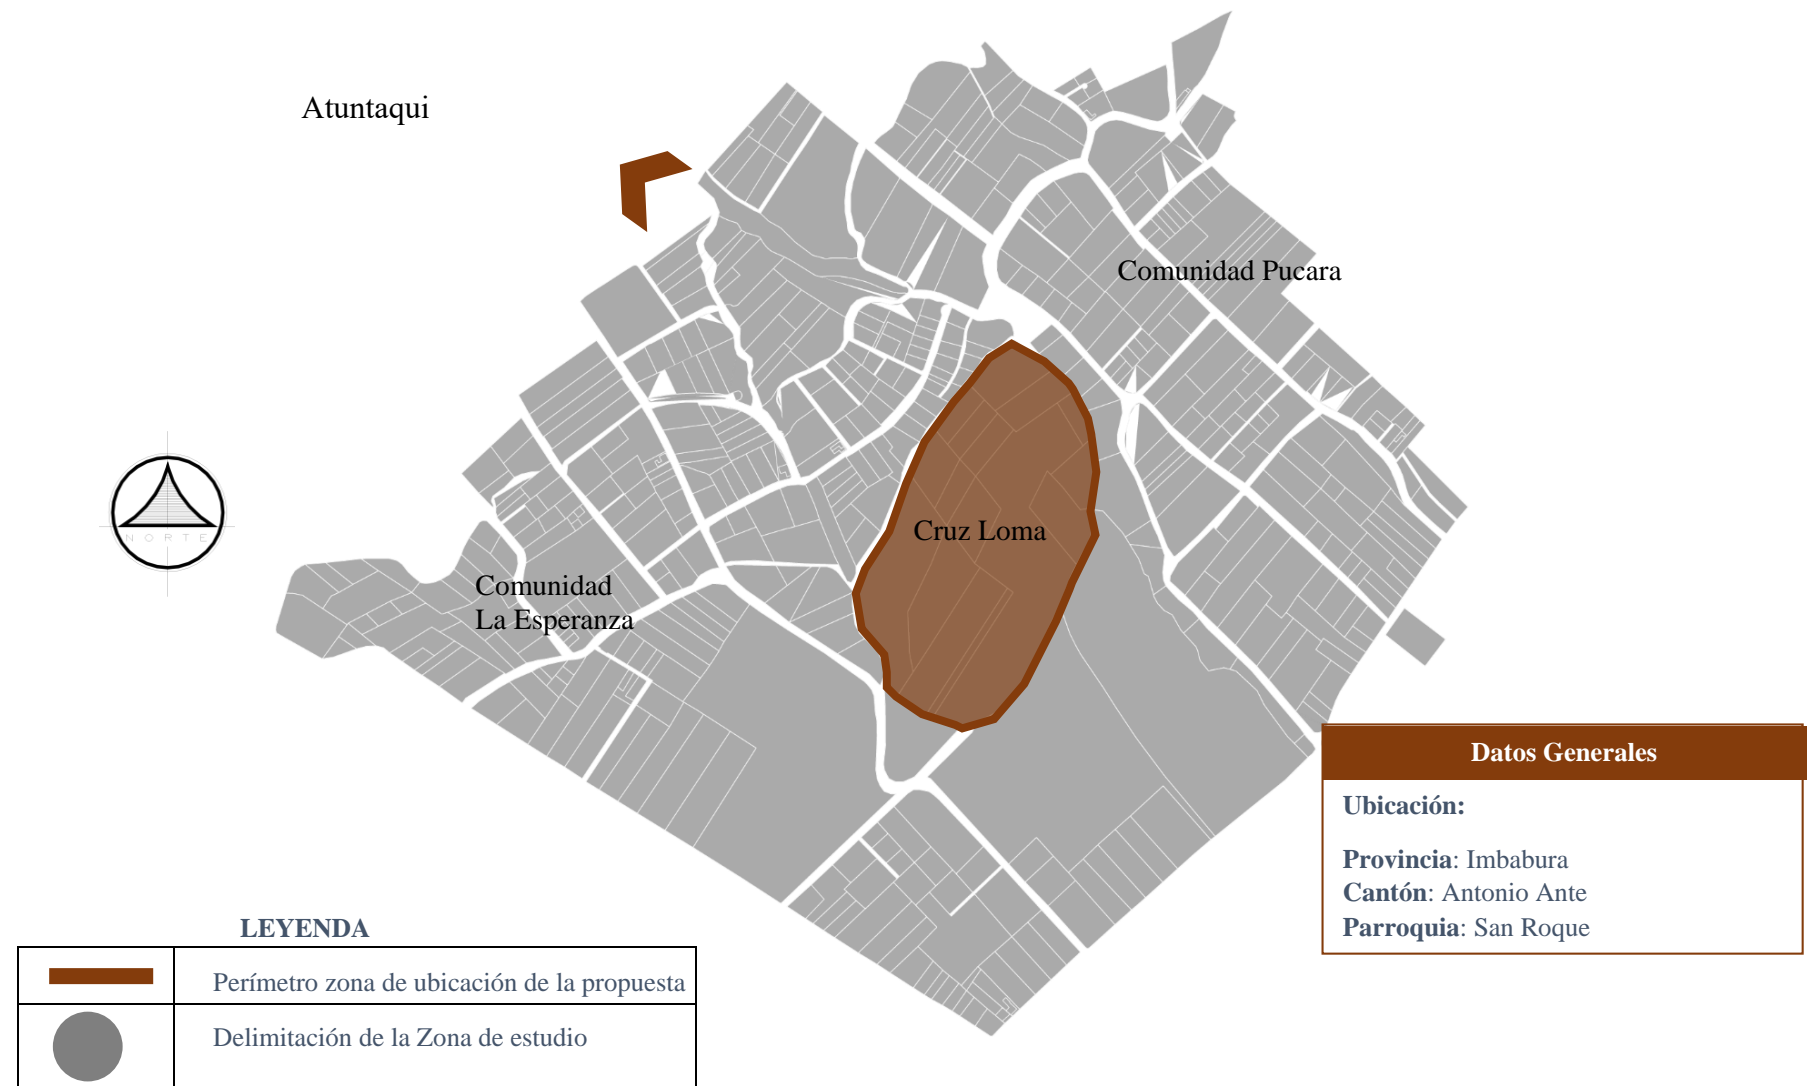 Atuntaqui
Comunidad Pucara
Cruz Loma
NORTE
Comunidad
La Esperanza
Datos Generales
Ubicación:
Provincia: Imbabura
Cantón: Antonio Ante
Parroquia: San Roque
LEYENDA
Perímetro zona de ubicación de la propuesta
Delimitación de la Zona de estudio